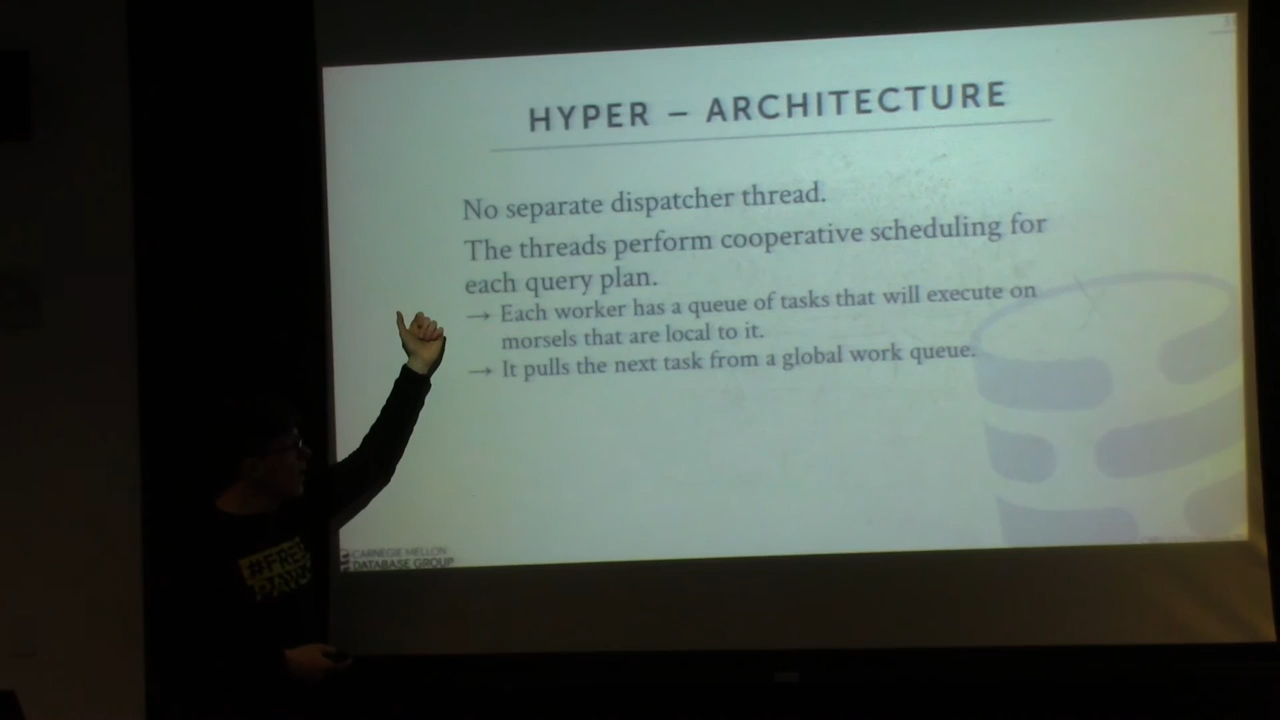 HYPER – ARCHITECTURE
No separate dispatcher thread.
The threads perform cooperative scheduling for
each query plan.
→ Each worker has a queue of tasks that will execute on
morsels that are local to it.
→ It pulls the next task from a global work queue.
#FREE
CARNEGIE MELLON
DATABASE GROUP